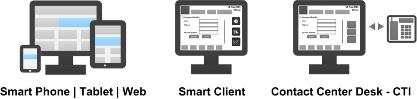 Smart Phone | Tablet | Web
Smart Client
Contact Center Desk - CTI